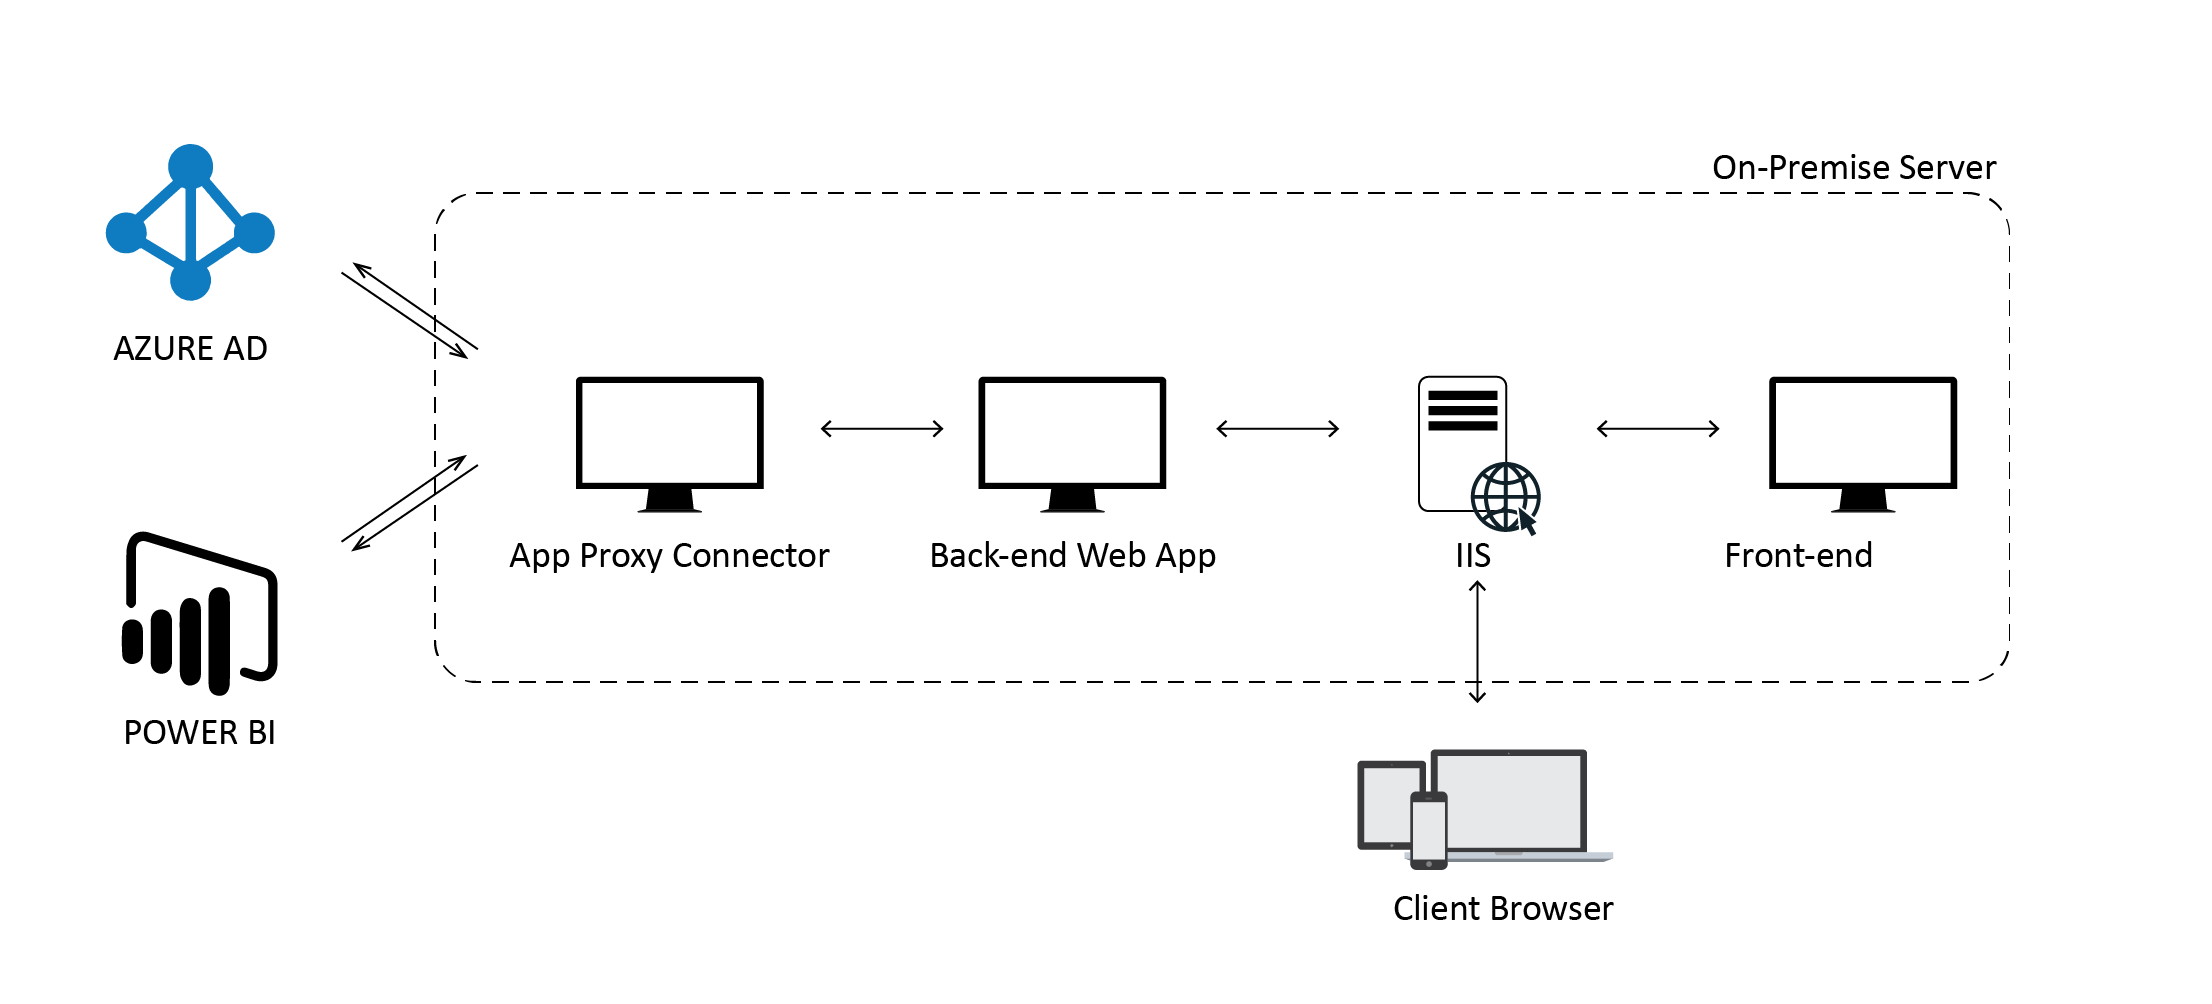 On-Premise Server
AZURE AD
App Proxy Connector
Back-end Web App
IIS
Front-end
POWER BI
Client Browser